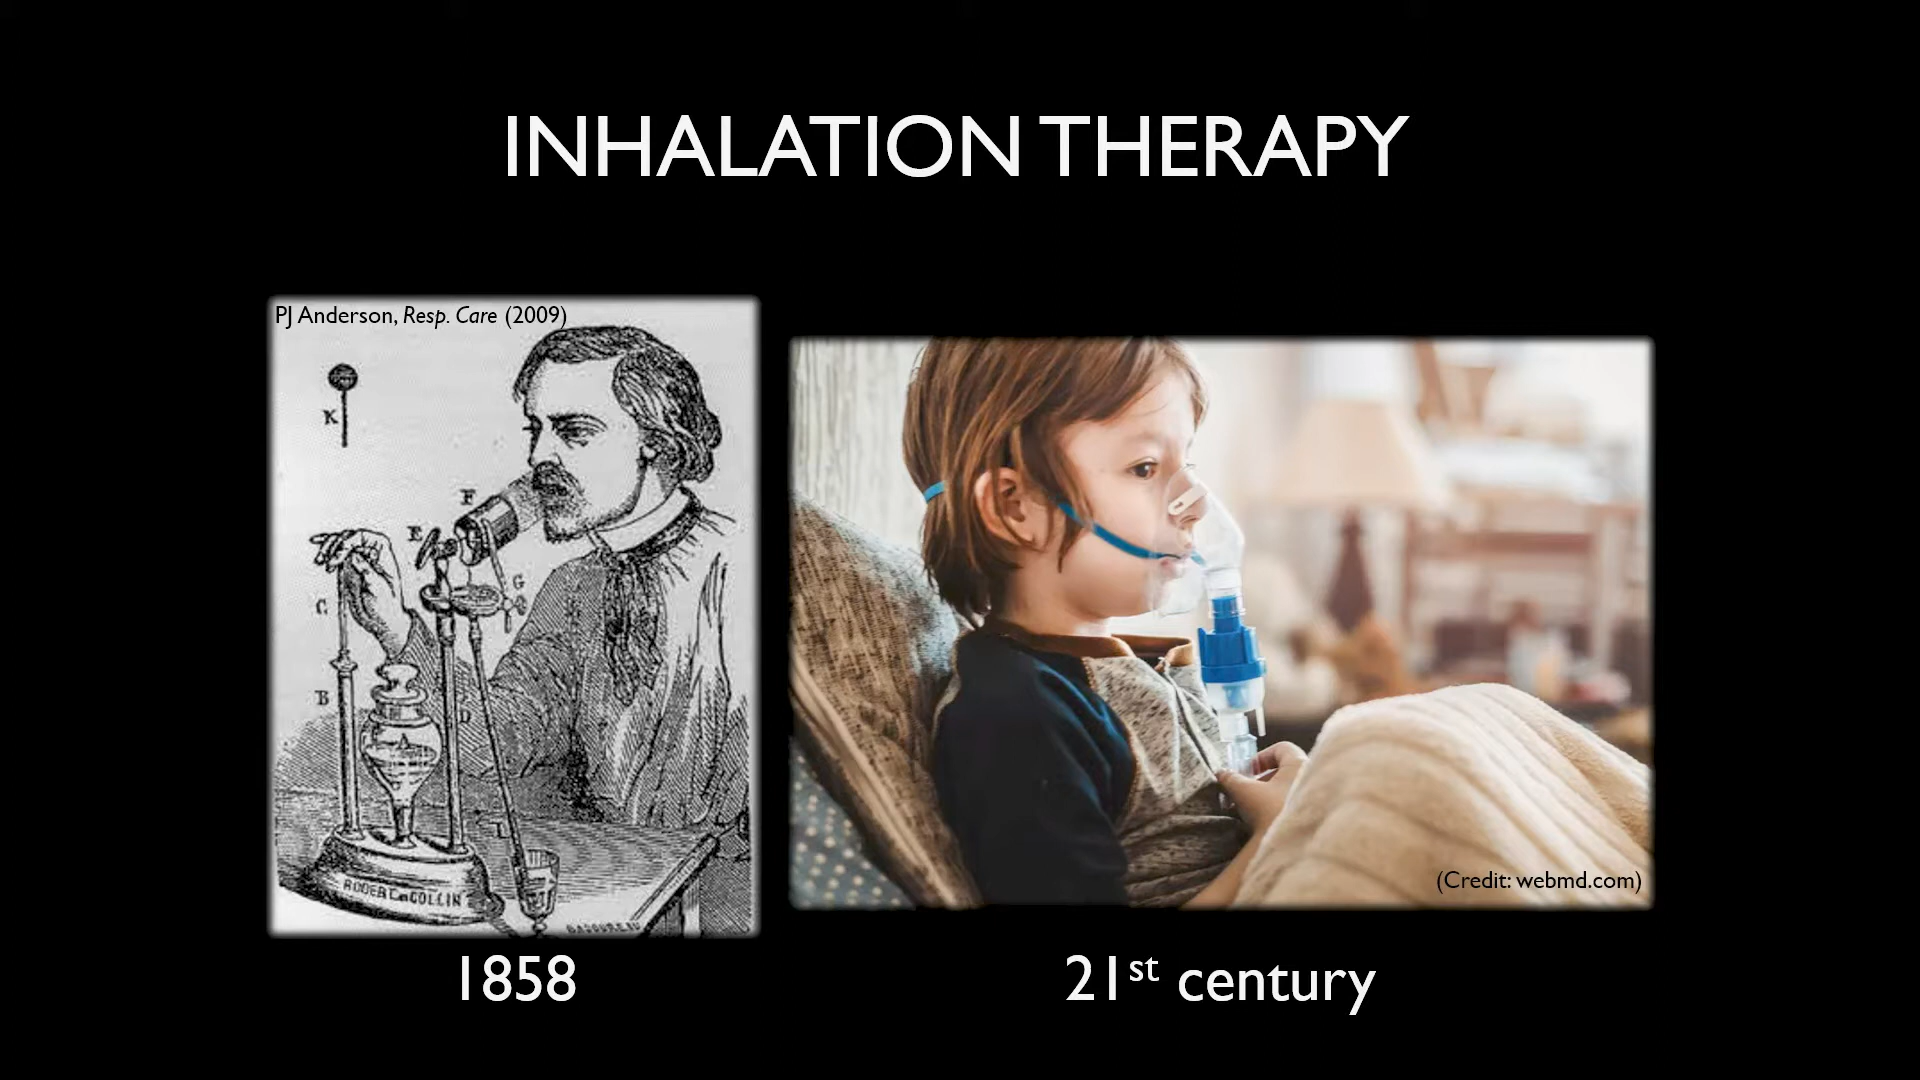 INHALATION THERAPY
PJ Anderson, Resp. Care (2009)
K
F
E
G
C
B
D
ROBERT & COLLIN
(Credit: webmd.com)
1858
21st century